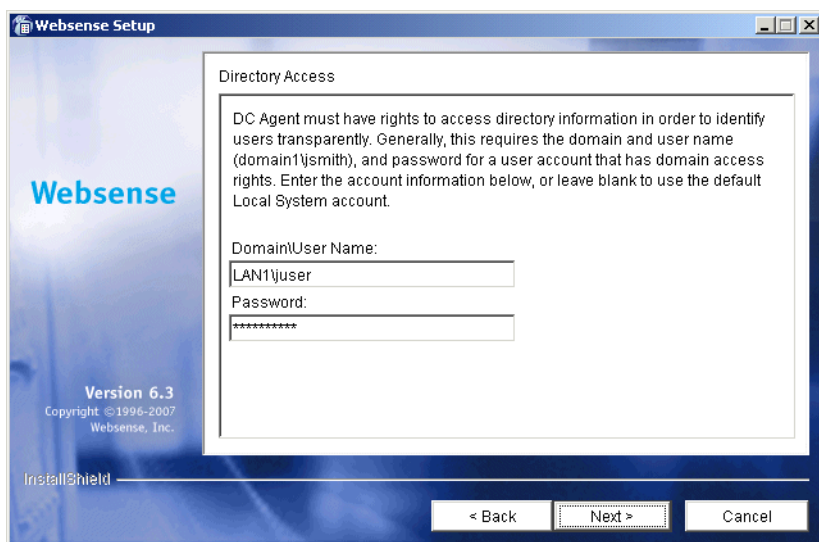 Websense Setup
Directory Access
DC Agent must have rights to access directory information in order to identify
users transparently. Generally, this requires the domain and user name
(domain1\jsmith), and password for a user account that has domain access
rights. Enter the account information below, or leave blank to use the default
Local System account.
Websense
Domain\User Name:
LAN1\juser
Password:
**********
Version 6.3
Copyright ©1996-2007
Websense, Inc.
InstallShield
< Back
Next >
Cancel